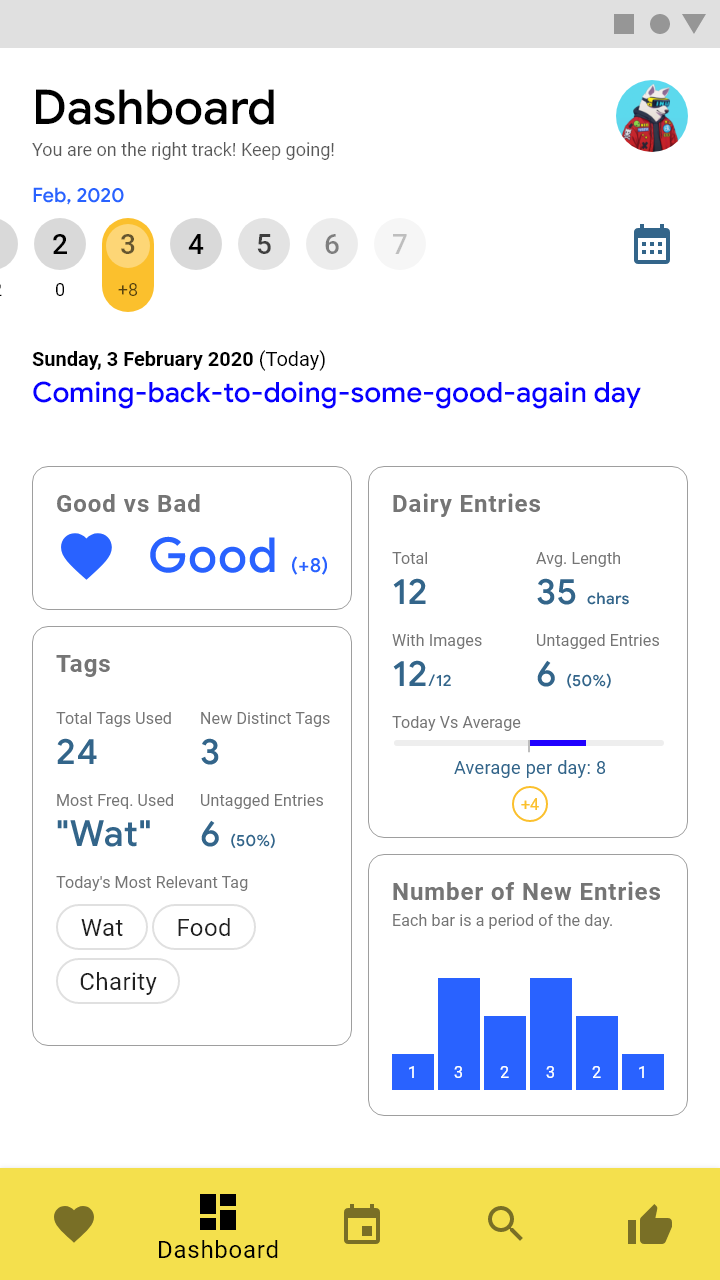 Dashboard
You are on the right track! Keep going!
Feb, 2020
2 3 4 5 6 7
0 +8
Sunday, 3 February 2020 (Today)
Coming-back-to-doing-some-good-again day
Good vs Bad
Good (+8)
Tags
Total Tags Used New Distinct Tags
24 3
Most Freq. Used Untagged Entries
"Wat" 6 (50%)
Today's Most Relevant Tag
Wat Food
Charity
Dairy Entries
Total Avg. Length
12 35 chars
With Images Untagged Entries
12/12 6 (50%)
Today Vs Average
Average per day: 8
+4
Number of New Entries
Each bar is a period of the day.
1 3 2 3 2 1
Dashboard